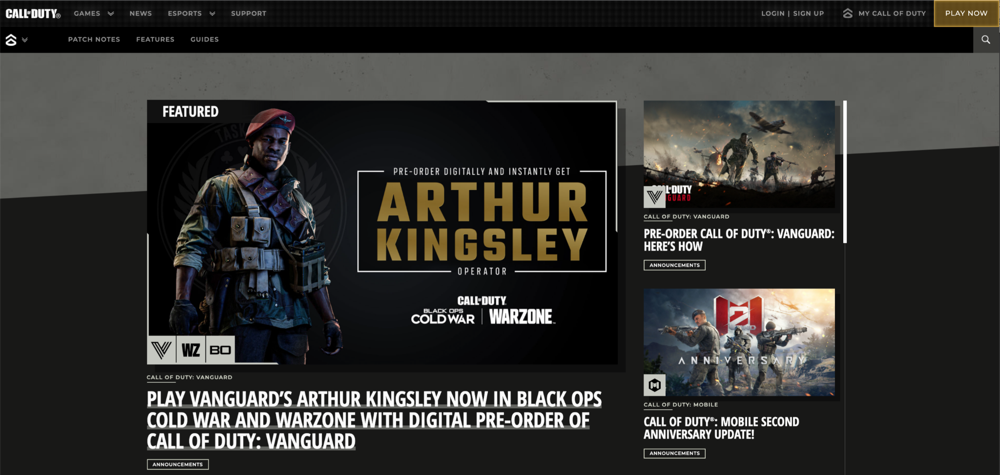 CALL OF DUTY®
GAMES
NEWS
ESPORTS
SUPPORT
LOGIN | SIGN UP
MY CALL OF DUTY
PLAY NOW
PATCH NOTES
FEATURES
GUIDES
FEATURED
TASK
PRE-ORDER DIGITALLY AND INSTANTLY GET
ARTHUR
KINGSLEY
OPERATOR
CALL OF DUTY
BLACK OPS
COLD WAR
WARZONE™
V
WZ
BO
CALL OF DUTY: VANGUARD
PLAY VANGUARD’S ARTHUR KINGSLEY NOW IN BLACK OPS
COLD WAR AND WARZONE WITH DIGITAL PRE-ORDER OF
CALL OF DUTY: VANGUARD
ANNOUNCEMENTS
L OF DUTY
GUARD
V
CALL OF DUTY: VANGUARD
PRE-ORDER CALL OF DUTY®: VANGUARD:
HERE’S HOW
ANNOUNCEMENTS
2
ANNIVERSARY
M
CALL OF DUTY: MOBILE
CALL OF DUTY®: MOBILE SECOND
ANNIVERSARY UPDATE!
ANNOUNCEMENTS